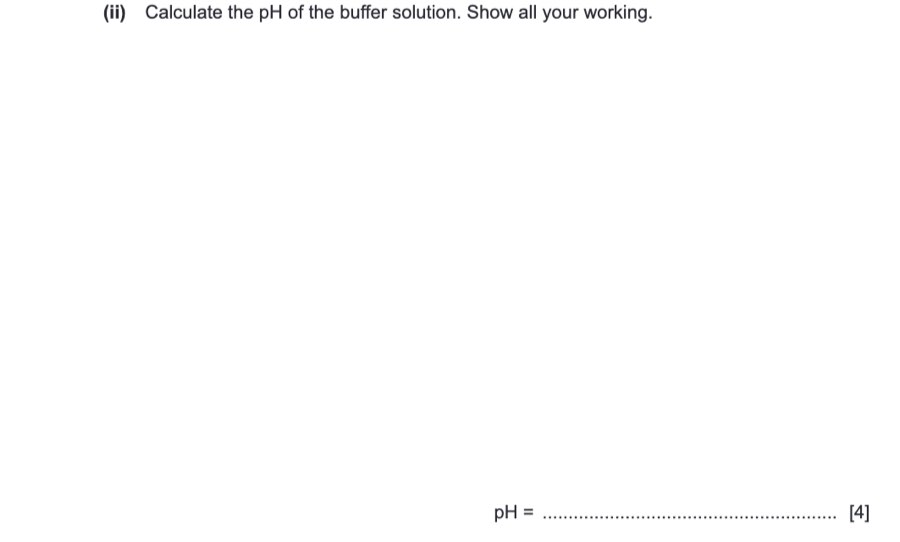 (ii) Calculate the pH of the buffer solution. Show all your working.
pH = ........................................................... [4]